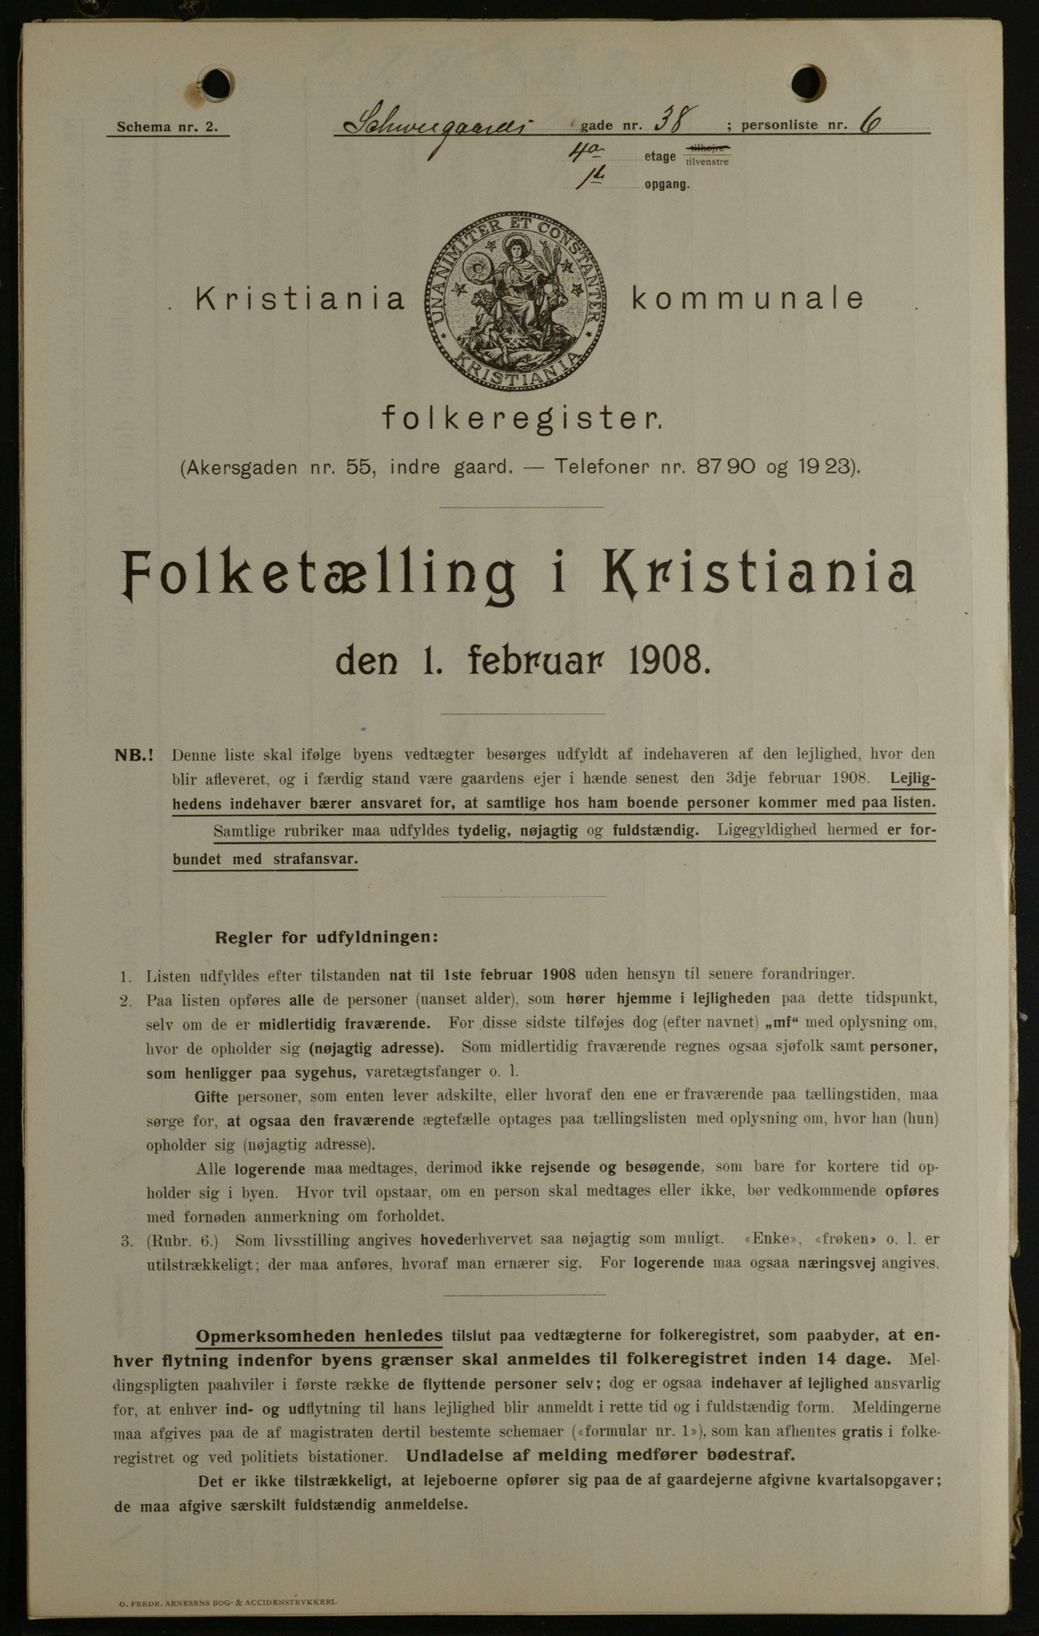 Schema nr. 2. Schweigaards gade nr. 38 ; personliste nr. 6
4a etage tilhøjre
tilvenstre
1ste opgang.
UNANIMITER ET CONSTANTER
KRISTIANIA
Kristiania kommunale
folkeregister.
(Akersgaden nr. 55, indre gaard. — Telefoner nr. 87 90 og 19 23).
Folketælling i Kristiania
den 1. februar 1908.
NB.! Denne liste skal ifølge byens vedtægter besørges udfyldt af indehaveren af den lejlighed, hvor den
blir afleveret, og i færdig stand være gaardens ejer i hænde senest den 3dje februar 1908. Lejlig-
hedens indehaver bærer ansvaret for, at samtlige hos ham boende personer kommer med paa listen.
Samtlige rubriker maa udfyldes tydelig, nøjagtig og fuldstændig. Ligegyldighed hermed er for-
bundet med strafansvar.
Regler for udfyldningen:
1. Listen udfyldes efter tilstanden nat til 1ste februar 1908 uden hensyn til senere forandringer.
2. Paa listen opføres alle de personer (uanset alder), som hører hjemme i lejligheden paa dette tidspunkt,
selv om de er midlertidig fraværende. For disse sidste tilføjes dog (efter navnet) „mf“ med oplysning om,
hvor de opholder sig (nøjagtig adresse). Som midlertidig fraværende regnes ogsaa sjøfolk samt personer,
som henligger paa sygehus, varetægtsfanger o. l.
Gifte personer, som enten lever adskilte, eller hvoraf den ene er fraværende paa tællingstiden, maa
sørge for, at ogsaa den fraværende ægtefælle optages paa tællingslisten med oplysning om, hvor han (hun)
opholder sig (nøjagtig adresse).
Alle logerende maa medtages, derimod ikke rejsende og besøgende, som bare for kortere tid op-
holder sig i byen. Hvor tvil opstaar, om en person skal medtages eller ikke, bør vedkommende opføres
med fornøden anmerkning om forholdet.
3. (Rubr. 6.) Som livsstilling angives hovederhvervet saa nøjagtig som muligt. «Enke», «frøken» o. l. er
utilstrækkeligt; der maa anføres, hvoraf man ernærer sig. For logerende maa ogsaa næringsvej angives.
Opmerksomheden henledes tilslut paa vedtægterne for folkeregistret, som paabyder, at en-
hver flytning indenfor byens grænser skal anmeldes til folkeregistret inden 14 dage. Mel-
dingspligten paahviler i første række de flyttende personer selv; dog er ogsaa indehaver af lejlighed ansvarlig
for, at enhver ind- og udflytning til hans lejlighed blir anmeldt i rette tid og i fuldstændig form. Meldingerne
maa afgives paa de af magistraten dertil bestemte schemaer («formular nr. 1»), som kan afhentes gratis i folke-
registret og ved politiets bistationer. Undladelse af melding medfører bødestraf.
Det er ikke tilstrækkeligt, at lejeboerne opfører sig paa de af gaardejerne afgivne kvartalsopgaver;
de maa afgive særskilt fuldstændig anmeldelse.
O. FREDR. ARNESENS BOG- & ACCIDENSTRYKKERI.